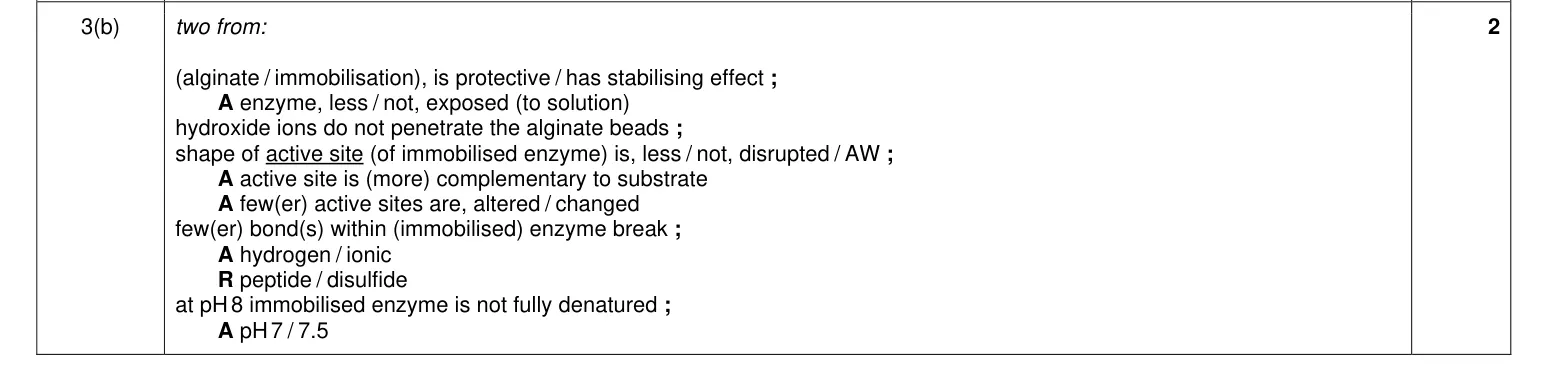 3(b) two from: 2
(alginate / immobilisation), is protective / has stabilising effect ;
A enzyme, less / not, exposed (to solution)
hydroxide ions do not penetrate the alginate beads ;
shape of active site (of immobilised enzyme) is, less / not, disrupted / AW ;
A active site is (more) complementary to substrate
A few(er) active sites are, altered / changed
few(er) bond(s) within (immobilised) enzyme break ;
A hydrogen / ionic
R peptide / disulfide
at pH 8 immobilised enzyme is not fully denatured ;
A pH 7 / 7.5